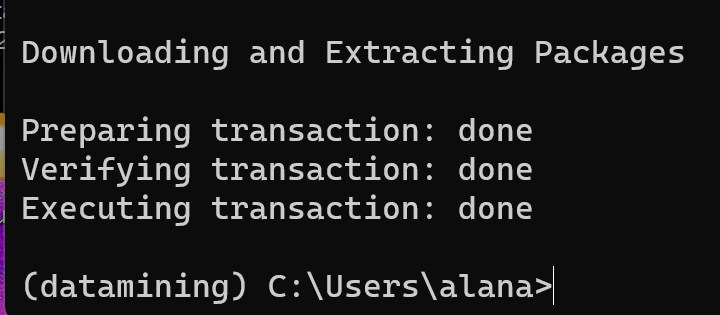 Downloading and Extracting Packages
Preparing transaction: done
Verifying transaction: done
Executing transaction: done
(datamining) C:\Users\alana>